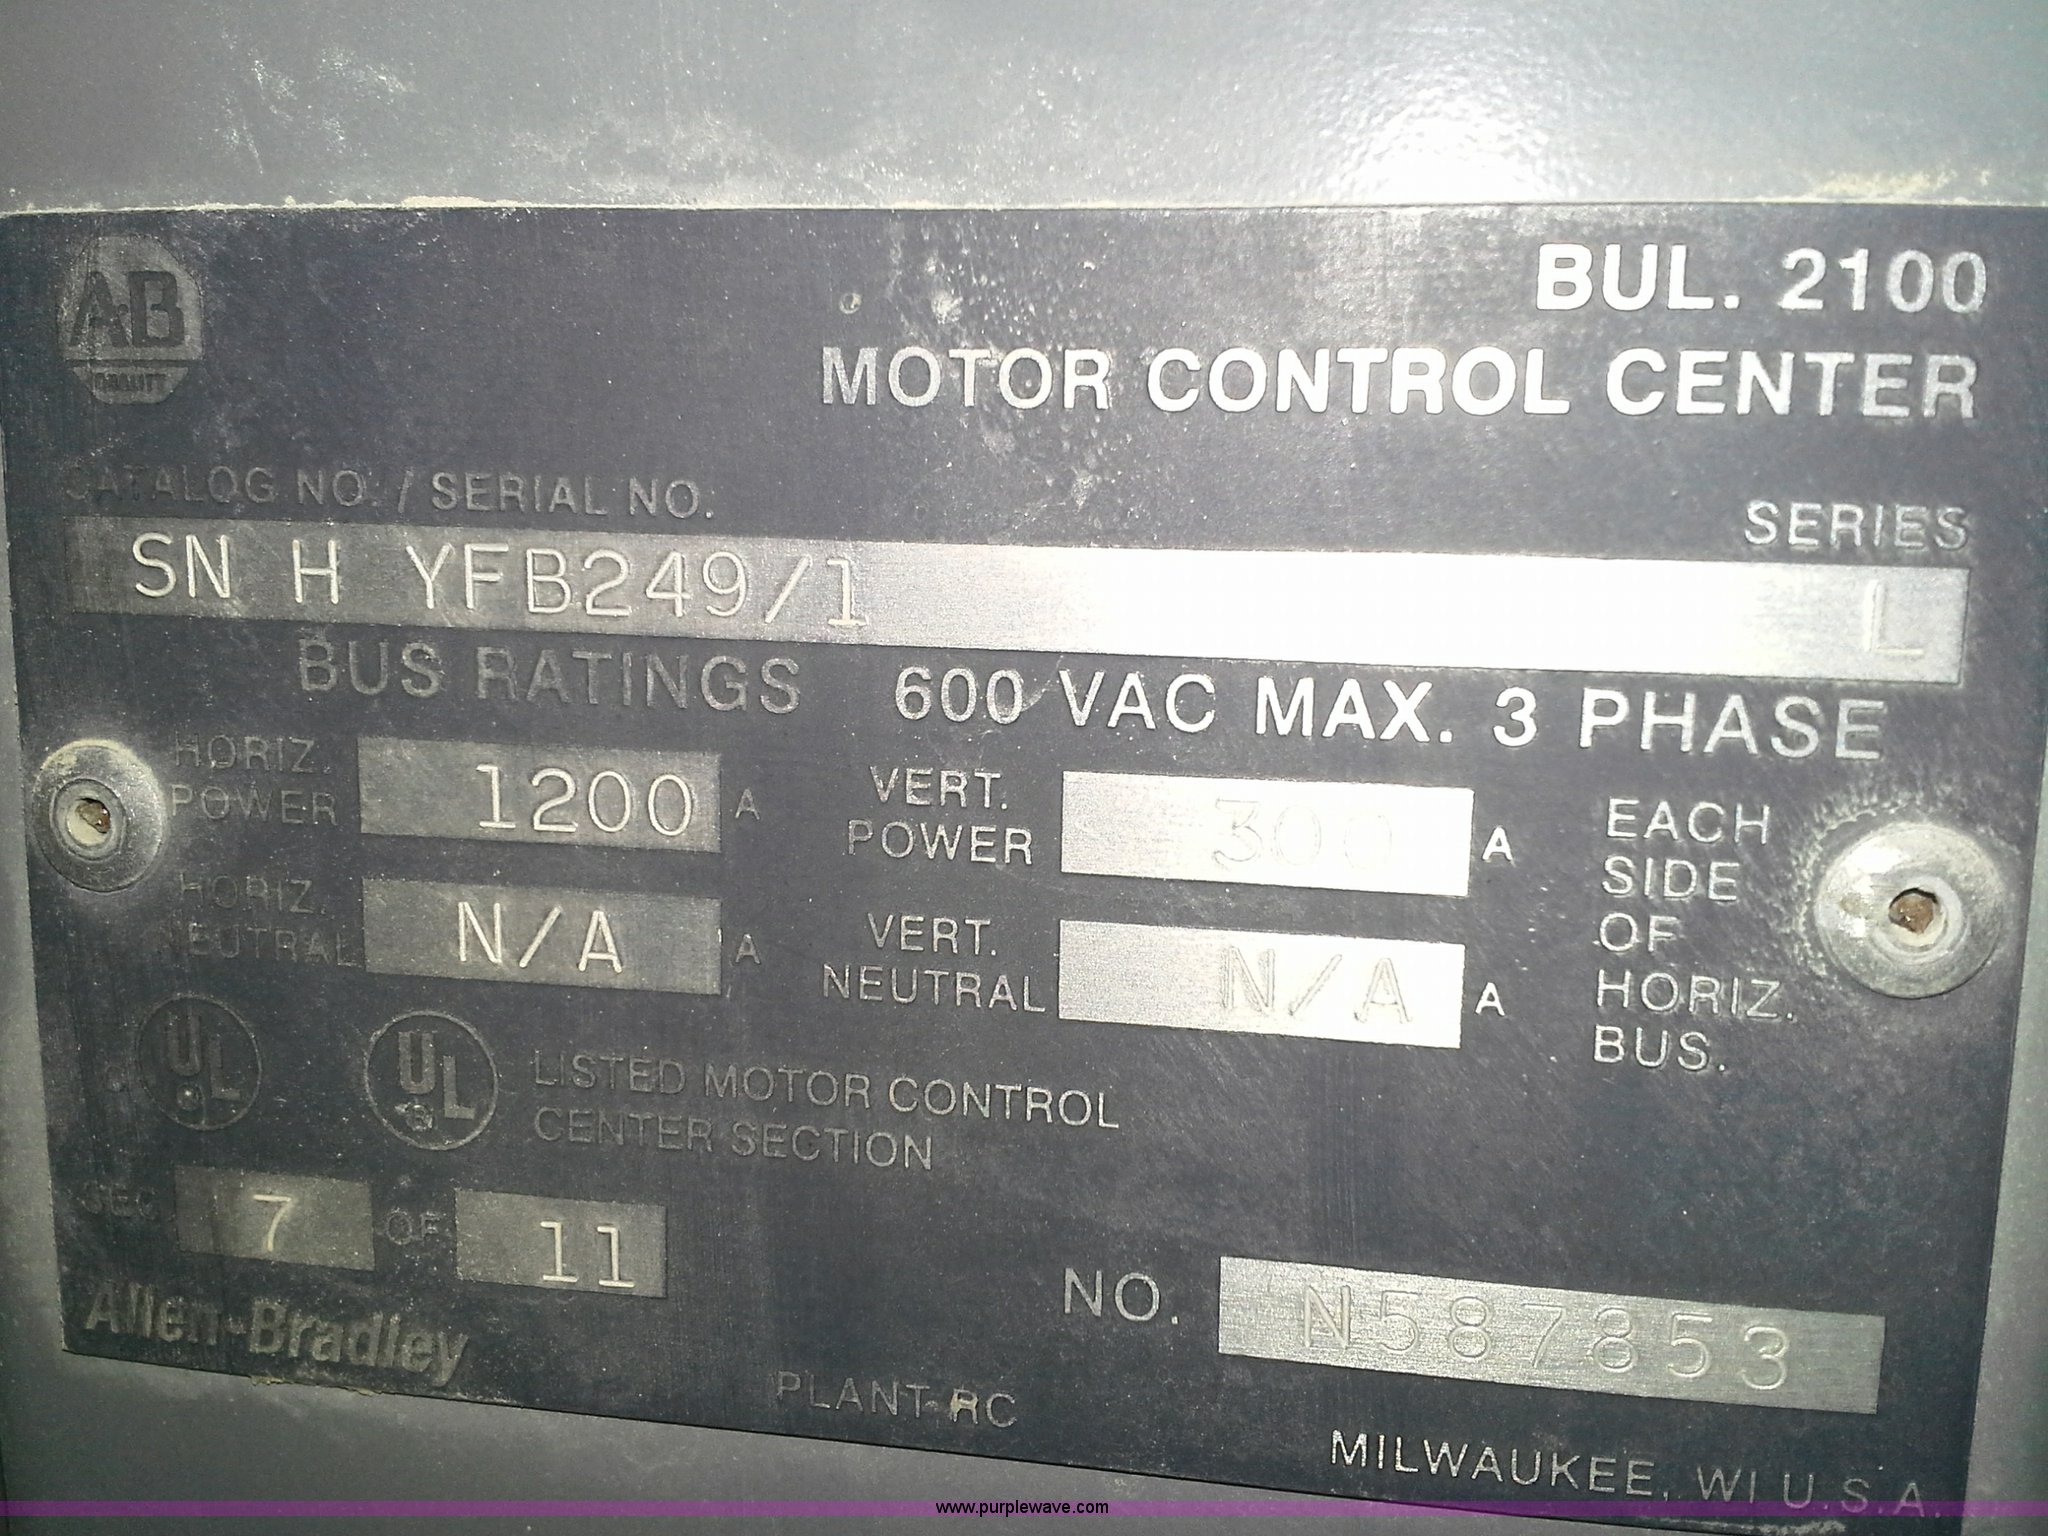 BUL. 2100
AB
QUALITY
MOTOR CONTROL CENTER
CATALOG NO. / SERIAL NO.
SERIES
SN H YFB249/1
L
BUS RATINGS 600 VAC MAX. 3 PHASE
HORIZ.
POWER
1200 A
VERT.
POWER
300 A
HORIZ.
NEUTRAL
N/A A
VERT.
NEUTRAL
N/A A
EACH
SIDE
OF
HORIZ.
BUS.
UL
UL
LISTED MOTOR CONTROL
CENTER SECTION
SEC. 7 OF 11
NO. N587853
Allen-Bradley
PLANT RC
MILWAUKEE, WI U.S.A.
www.purplewave.com